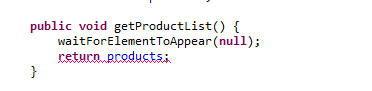 public void getProductList() {
waitForElementToAppear(null);
return products;
}